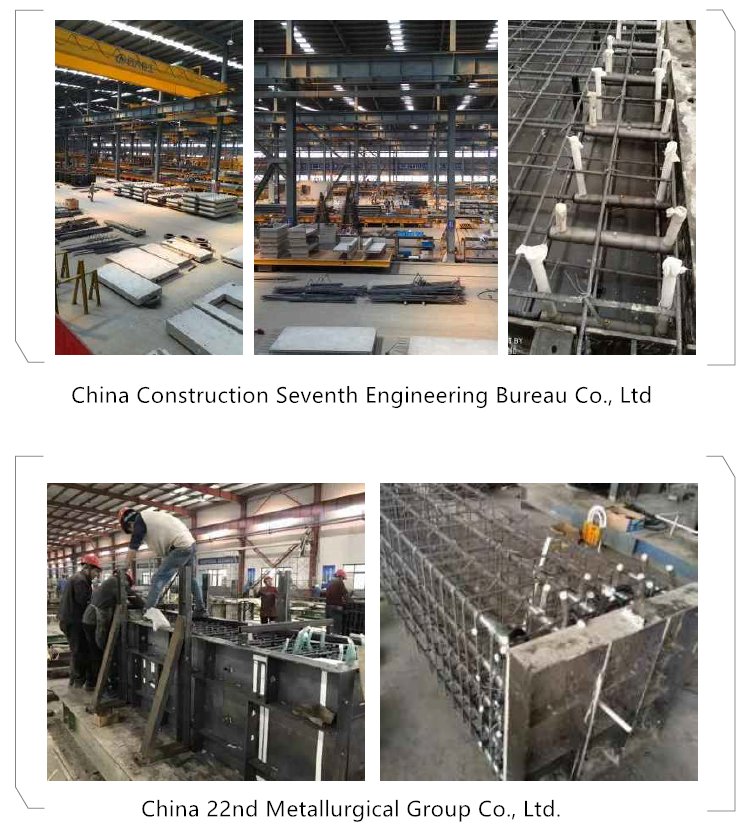 China Construction Seventh Engineering Bureau Co., Ltd
China 22nd Metallurgical Group Co., Ltd.